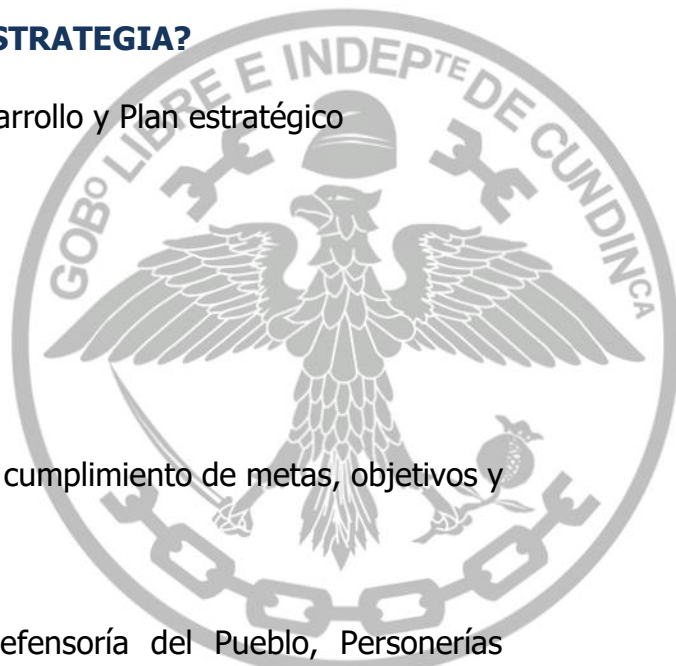 STRATEGIA?
GOBº LIBRE E INDEPTE DE CUNDINCA
arrollo y Plan estratégico
cumplimiento de metas, objetivos y
efensoría del Pueblo, Personerías